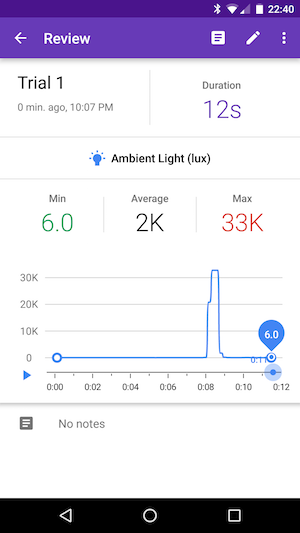 22:40
Review
Trial 1
0 min. ago, 10:07 PM
Duration
12s
Ambient Light (lux)
Min
Average
Max
6.0
2K
33K
30K
20K
10K
0
6.0
0:11
0:00
0:02
0:04
0:06
0:08
0:10
0:12
No notes